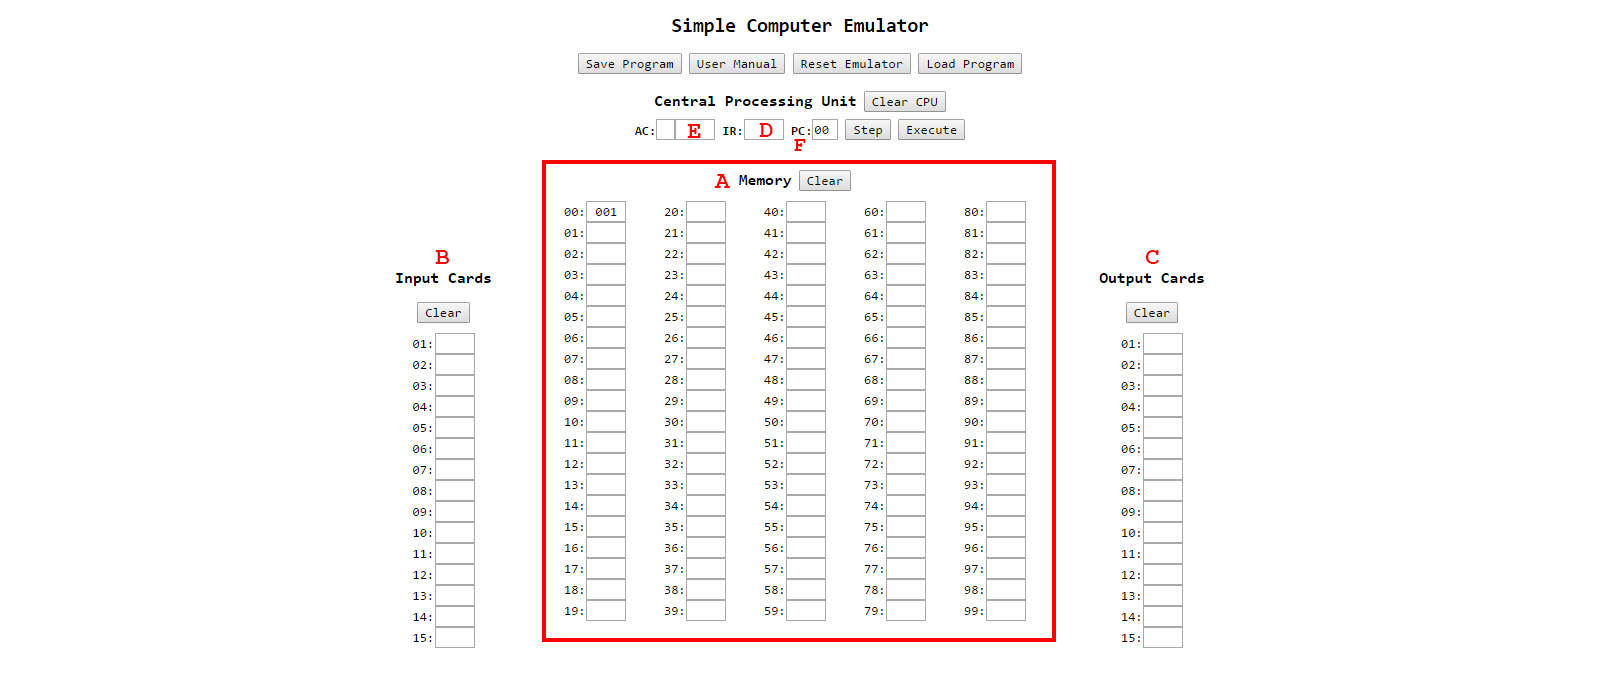 Simple Computer Emulator
Save Program User Manual Reset Emulator Load Program
Central Processing Unit Clear CPU
AC: E IR: D PC: 00 Step Execute
F
A Memory Clear
00: 001 20: 40: 60: 80:
01: 21: 41: 61: 81:
02: 22: 42: 62: 82:
03: 23: 43: 63: 83:
04: 24: 44: 64: 84:
05: 25: 45: 65: 85:
06: 26: 46: 66: 86:
07: 27: 47: 67: 87:
08: 28: 48: 68: 88:
09: 29: 49: 69: 89:
10: 30: 50: 70: 90:
11: 31: 51: 71: 91:
12: 32: 52: 72: 92:
13: 33: 53: 73: 93:
14: 34: 54: 74: 94:
15: 35: 55: 75: 95:
16: 36: 56: 76: 96:
17: 37: 57: 77: 97:
18: 38: 58: 78: 98:
19: 39: 59: 79: 99:
B
Input Cards
Clear
01:
02:
03:
04:
05:
06:
07:
08:
09:
10:
11:
12:
13:
14:
15:
C
Output Cards
Clear
01:
02:
03:
04:
05:
06:
07:
08:
09:
10:
11:
12:
13:
14:
15: